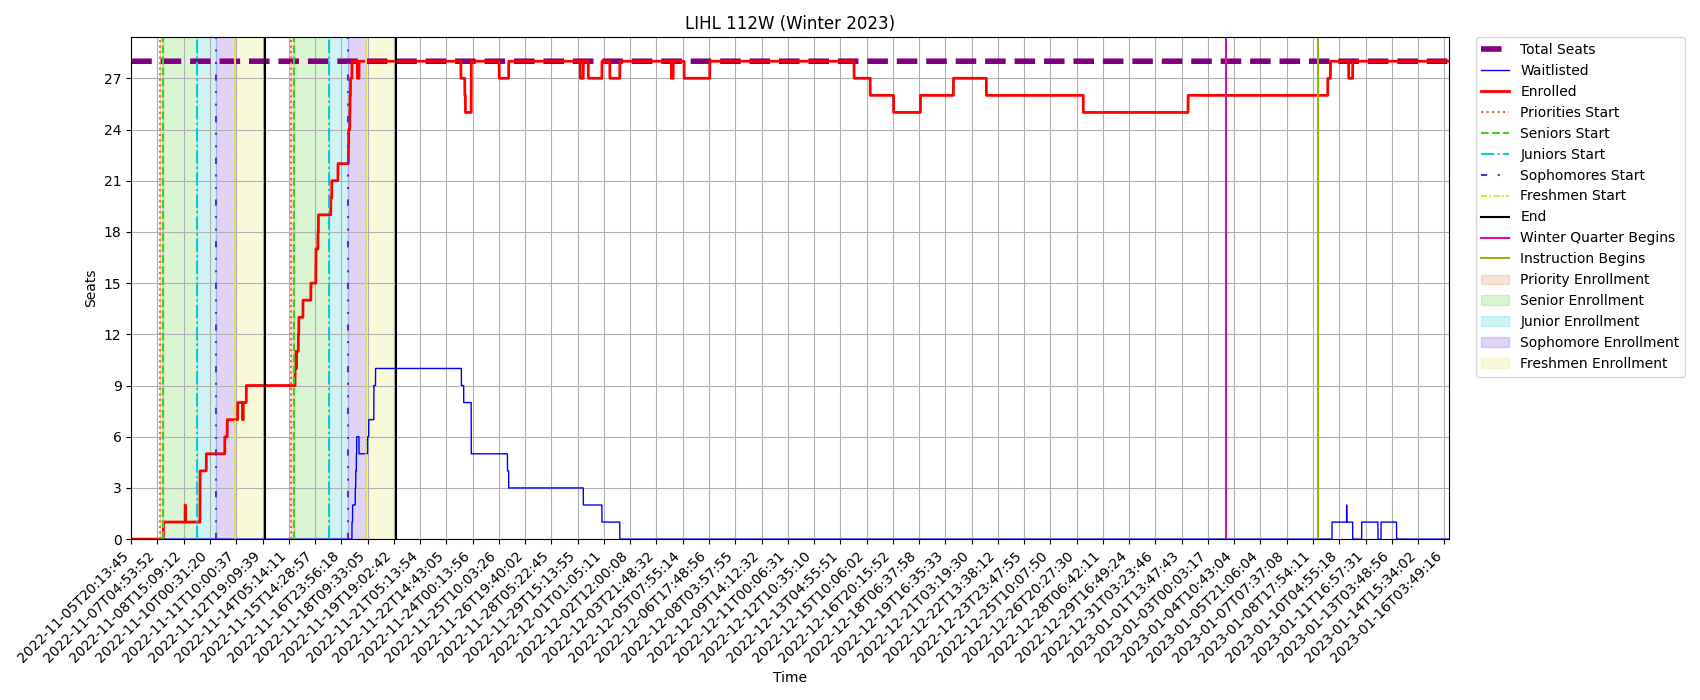 LIHL 112W (Winter 2023)
Seats
27
24
21
18
15
12
9
6
3
0
2022-11-05T20:13:45
2022-11-07T04:53:52
2022-11-08T15:09:12
2022-11-10T00:31:20
2022-11-11T10:00:37
2022-11-12T19:09:39
2022-11-14T05:14:11
2022-11-15T14:28:57
2022-11-16T23:56:18
2022-11-18T09:33:05
2022-11-19T19:02:42
2022-11-21T05:13:54
2022-11-22T14:43:05
2022-11-24T00:13:56
2022-11-25T10:03:26
2022-11-26T19:40:02
2022-11-28T05:22:45
2022-11-29T15:13:55
2022-12-01T01:05:11
2022-12-02T12:00:08
2022-12-03T21:48:32
2022-12-05T07:55:14
2022-12-06T17:48:56
2022-12-08T03:57:55
2022-12-09T14:12:32
2022-12-11T00:06:31
2022-12-12T10:35:10
2022-12-13T04:55:51
2022-12-15T10:06:02
2022-12-16T20:15:52
2022-12-18T06:37:58
2022-12-19T16:35:33
2022-12-21T03:19:30
2022-12-22T13:38:12
2022-12-23T23:47:55
2022-12-25T10:07:50
2022-12-26T20:27:30
2022-12-28T06:42:11
2022-12-29T16:49:24
2022-12-31T03:23:46
2023-01-01T13:47:43
2023-01-03T00:03:17
2023-01-04T10:43:04
2023-01-05T21:06:04
2023-01-07T07:37:08
2023-01-08T17:54:11
2023-01-10T04:55:18
2023-01-11T16:57:31
2023-01-13T03:48:56
2023-01-14T15:34:02
2023-01-16T03:49:16
Time
Total Seats
Waitlisted
Enrolled
Priorities Start
Seniors Start
Juniors Start
Sophomores Start
Freshmen Start
End
Winter Quarter Begins
Instruction Begins
Priority Enrollment
Senior Enrollment
Junior Enrollment
Sophomore Enrollment
Freshmen Enrollment